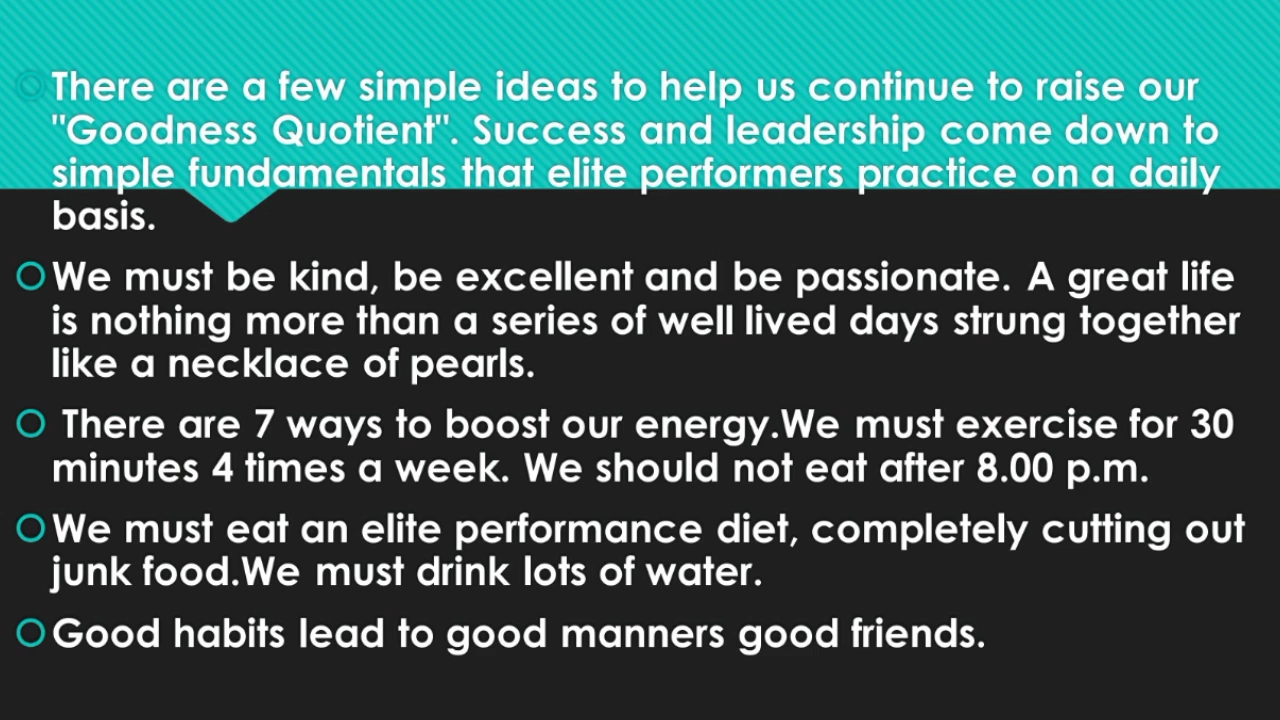 There are a few simple ideas to help us continue to raise our
"Goodness Quotient". Success and leadership come down to
simple fundamentals that elite performers practice on a daily
basis.
We must be kind, be excellent and be passionate. A great life
is nothing more than a series of well lived days strung together
like a necklace of pearls.
There are 7 ways to boost our energy.We must exercise for 30
minutes 4 times a week. We should not eat after 8.00 p.m.
We must eat an elite performance diet, completely cutting out
junk food.We must drink lots of water.
Good habits lead to good manners good friends.